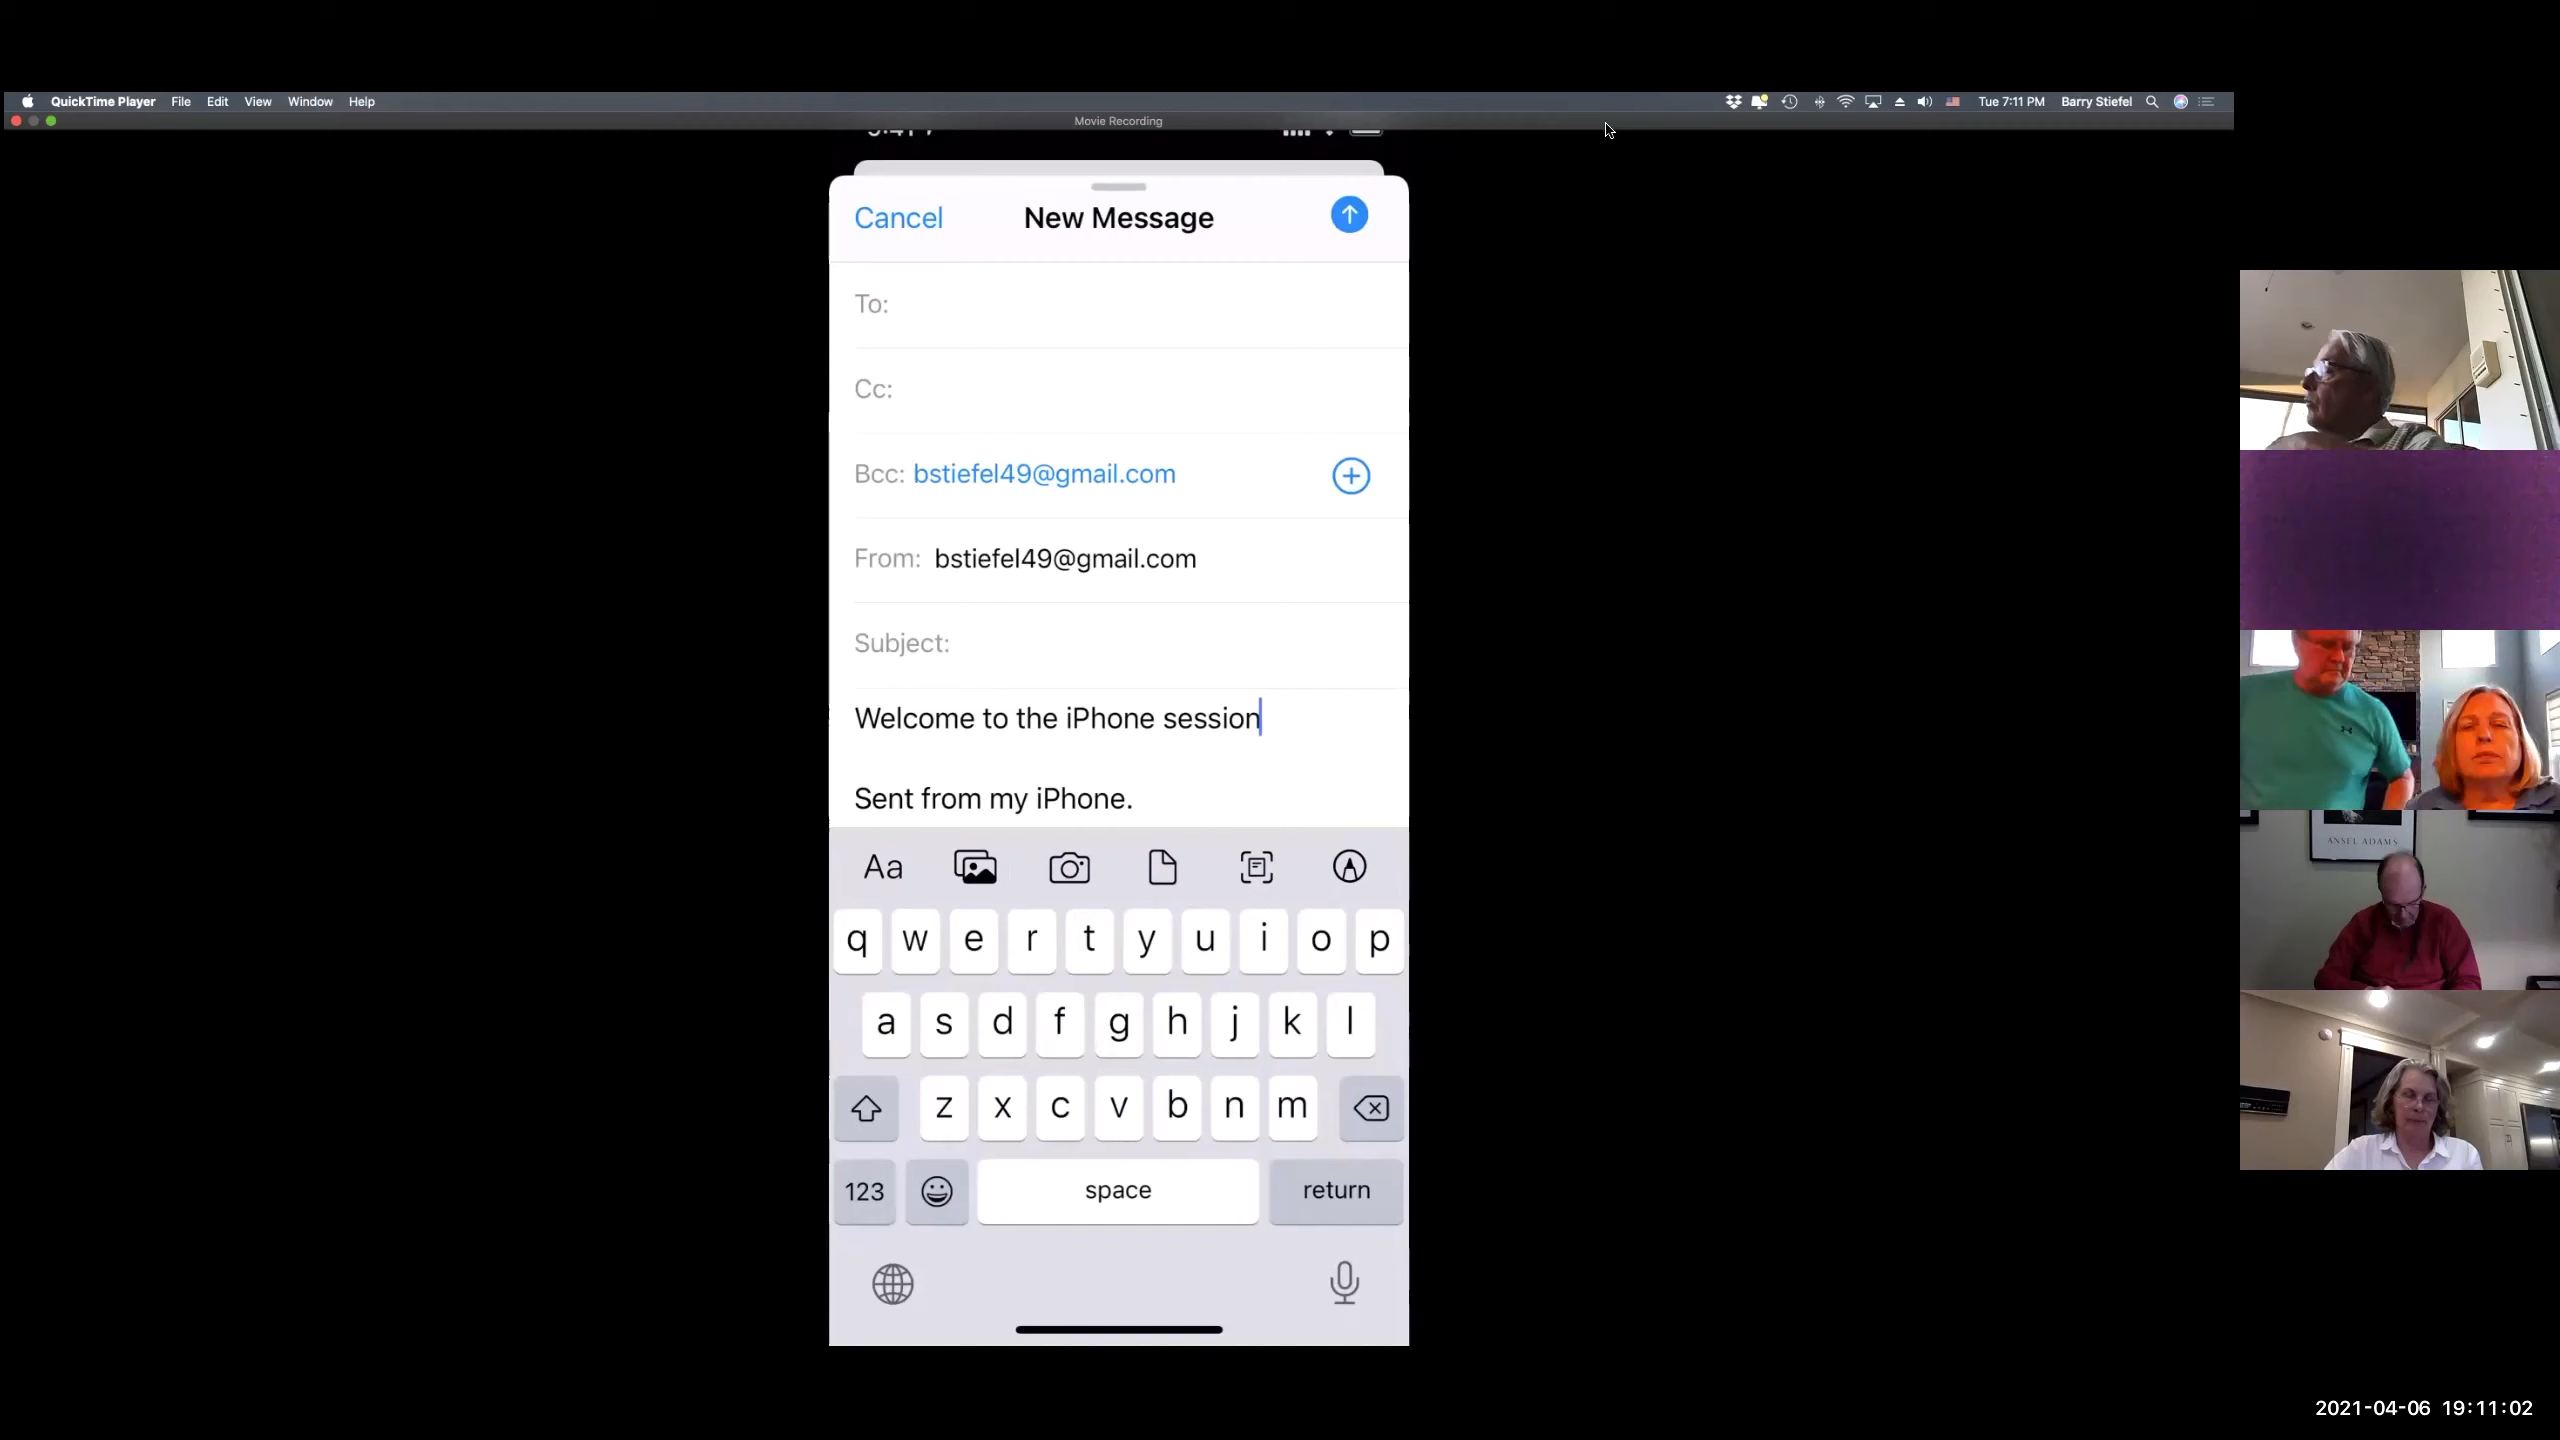 QuickTime Player File Edit View Window Help Tue 7:11 PM Barry Stiefel
Movie Recording
Cancel New Message
To:
Cc:
Bcc: bstiefel49@gmail.com
From: bstiefel49@gmail.com
Subject:
Welcome to the iPhone session
Sent from my iPhone.
Aa
q w e r t y u i o p
a s d f g h j k l
z x c v b n m
123 space return
ANSEL ADAMS
2021-04-06 19:11:02